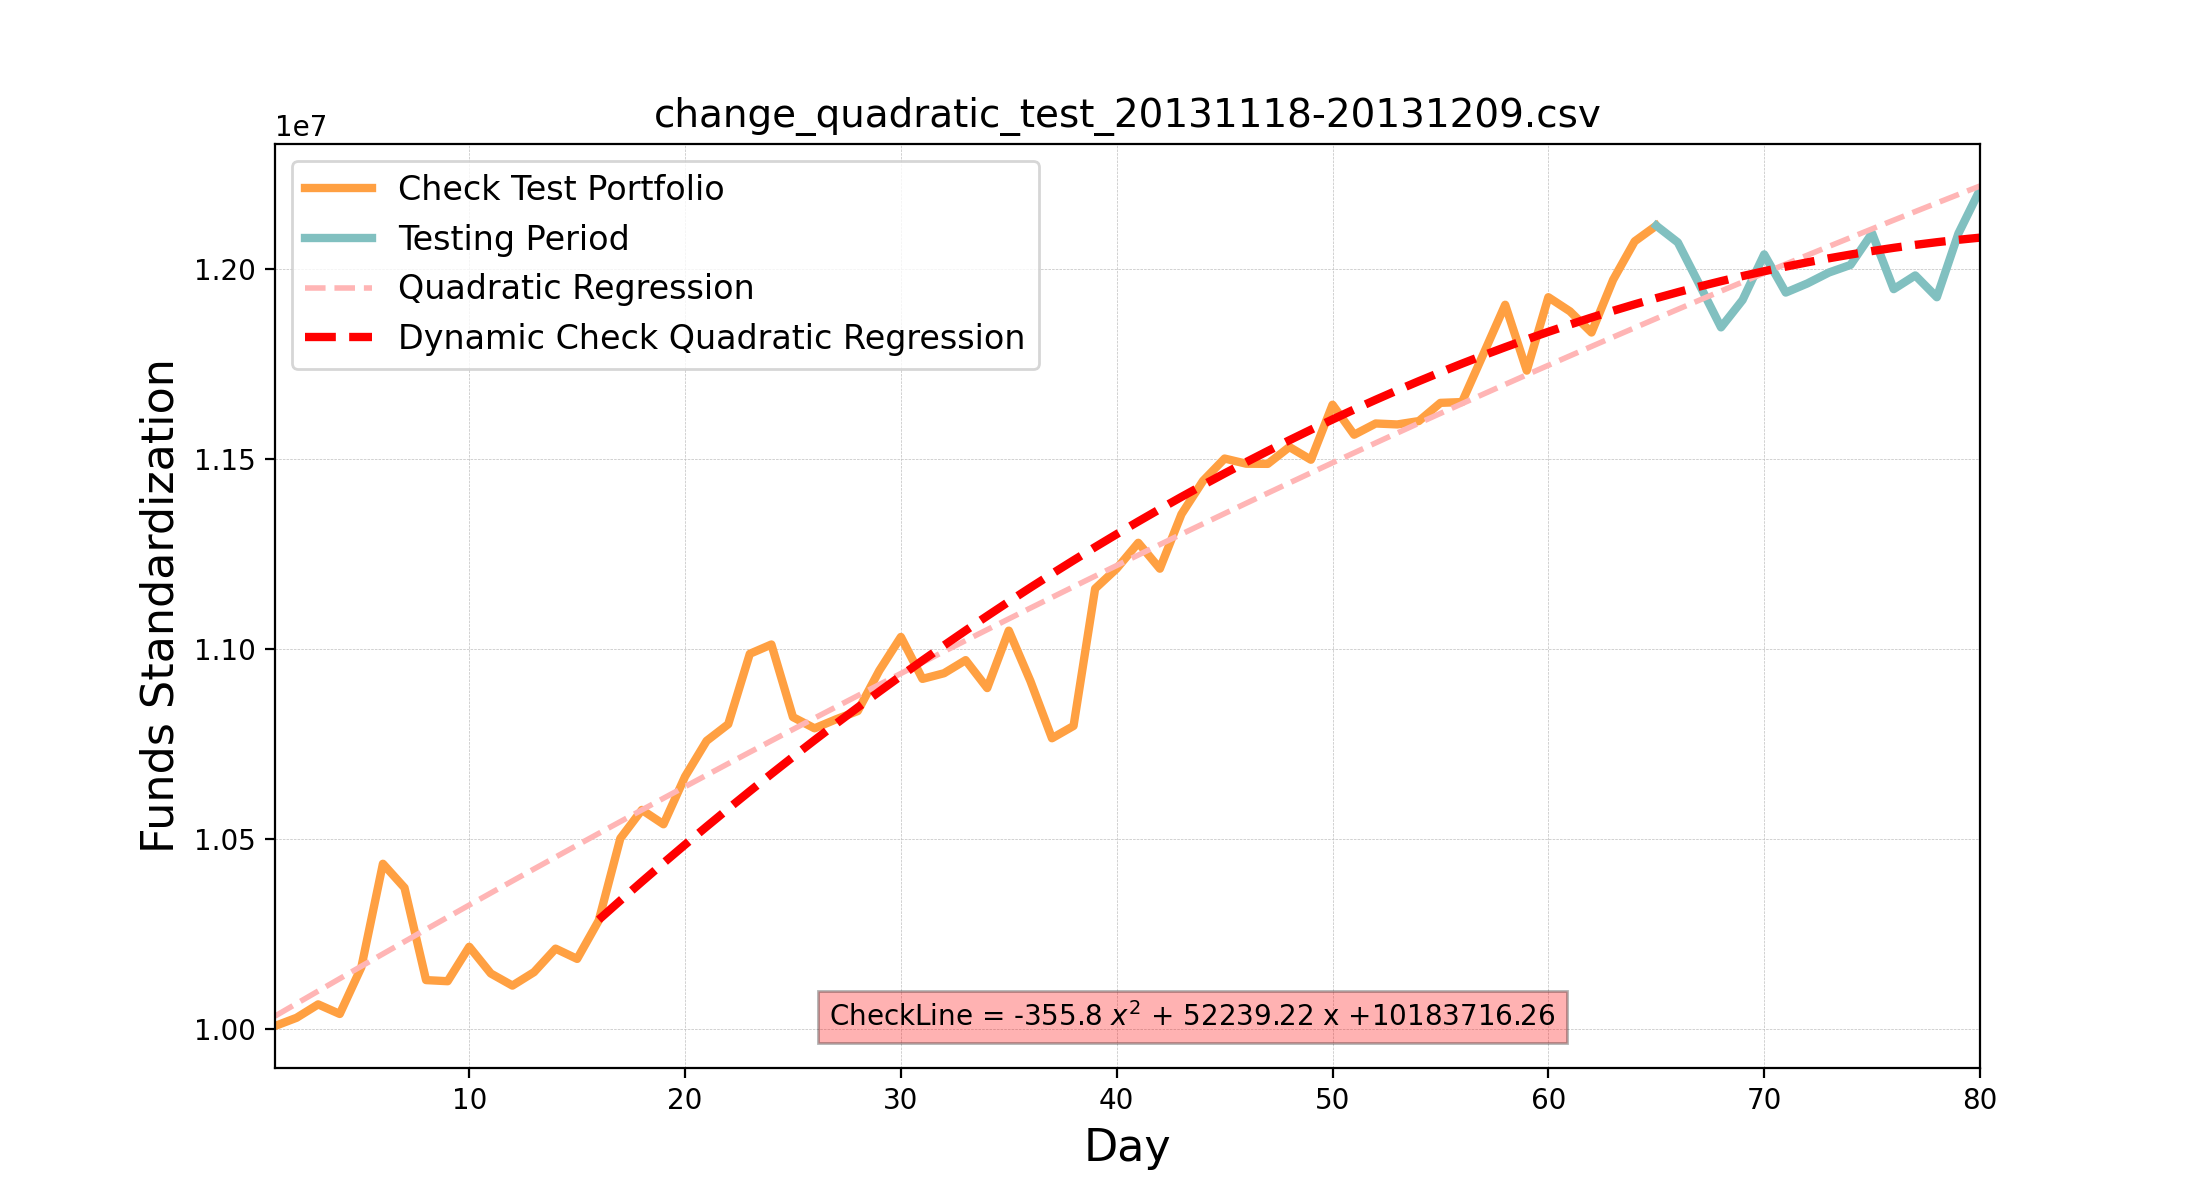 change_quadratic_test_20131118-20131209.csv
1e7
Check Test Portfolio
Testing Period
Quadratic Regression
Dynamic Check Quadratic Regression
1.20
1.15
1.10
1.05
1.00
Funds Standardization
CheckLine = -355.8 x² + 52239.22 x +10183716.26
10 20 30 40 50 60 70 80
Day